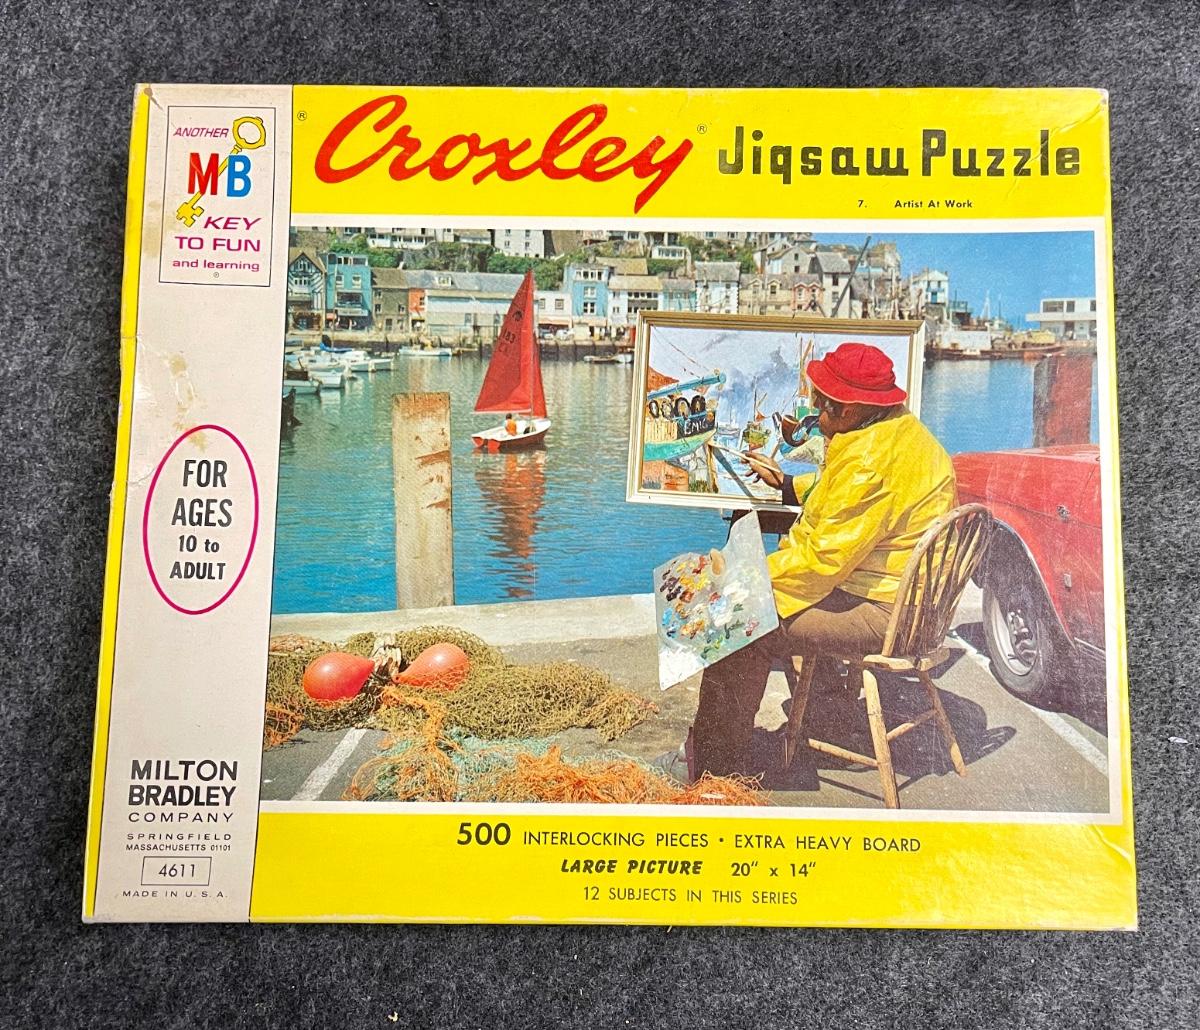 ANOTHER
MB
KEY
TO FUN
and learning
®
® Croxley ® Jigsaw Puzzle
7. Artist At Work
FOR
AGES
10 to
ADULT
MILTON
BRADLEY
COMPANY
SPRINGFIELD
MASSACHUSETTS 01101
4611
MADE IN U.S.A.
500 INTERLOCKING PIECES • EXTRA HEAVY BOARD
LARGE PICTURE 20" x 14"
12 SUBJECTS IN THIS SERIES